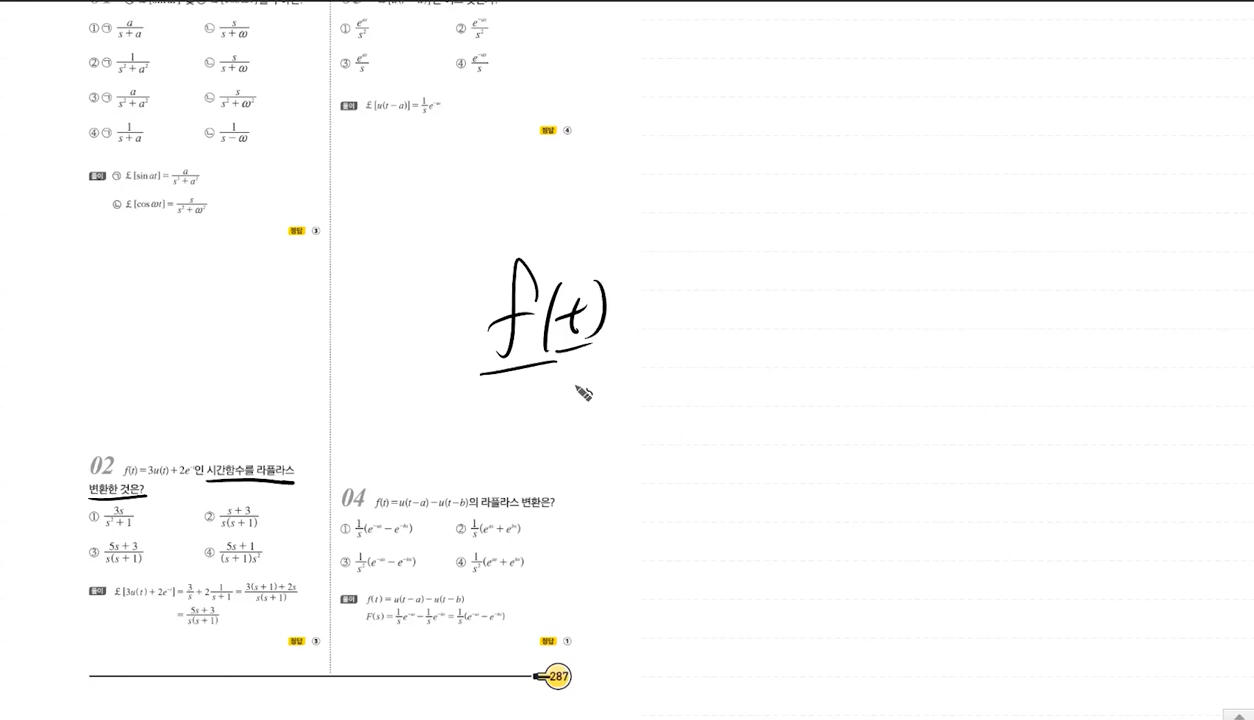 ① ㉠ a/(s+a) ㉡ s/(s+ω)
② ㉠ 1/(s²+a²) ㉡ s/(s+ω)
③ ㉠ a/(s²+a²) ㉡ s/(s²+ω²)
④ ㉠ 1/(s+a) ㉡ 1/(s−ω)
풀이 ㉠ £[sin at] = a/(s²+a²)
㉡ £[cos ωt] = s/(s²+ω²)
정답 ③
02 f(t)=3u(t)+2e⁻ᵗ인 시간함수를 라플라스
변환한 것은?
① 3s/(s²+1) ② (s+3)/(s(s+1))
③ (5s+3)/(s(s+1)) ④ (5s+1)/((s+1)s²)
풀이 £[3u(t)+2e⁻ᵗ] = 3/s + 2 1/(s+1) = (3(s+1)+2s)/(s(s+1))
= (5s+3)/(s(s+1))
정답 ③
① eᵃˢ/s² ② e⁻ᵃˢ/s²
③ eᵃˢ/s ④ e⁻ᵃˢ/s
풀이 £[u(t−a)] = 1/s e⁻ᵃˢ
정답 ④
f(t)
04 f(t)=u(t−a)−u(t−b)의 라플라스 변환은?
① 1/s(e⁻ᵃˢ−e⁻ᵇˢ) ② 1/s(eᵃˢ+eᵇˢ)
③ 1/s²(e⁻ᵃˢ−e⁻ᵇˢ) ④ 1/s²(eᵃˢ+eᵇˢ)
풀이 f(t)=u(t−a)−u(t−b)
F(s)=1/s e⁻ᵃˢ − 1/s e⁻ᵇˢ = 1/s(e⁻ᵃˢ−e⁻ᵇˢ)
정답 ①
287